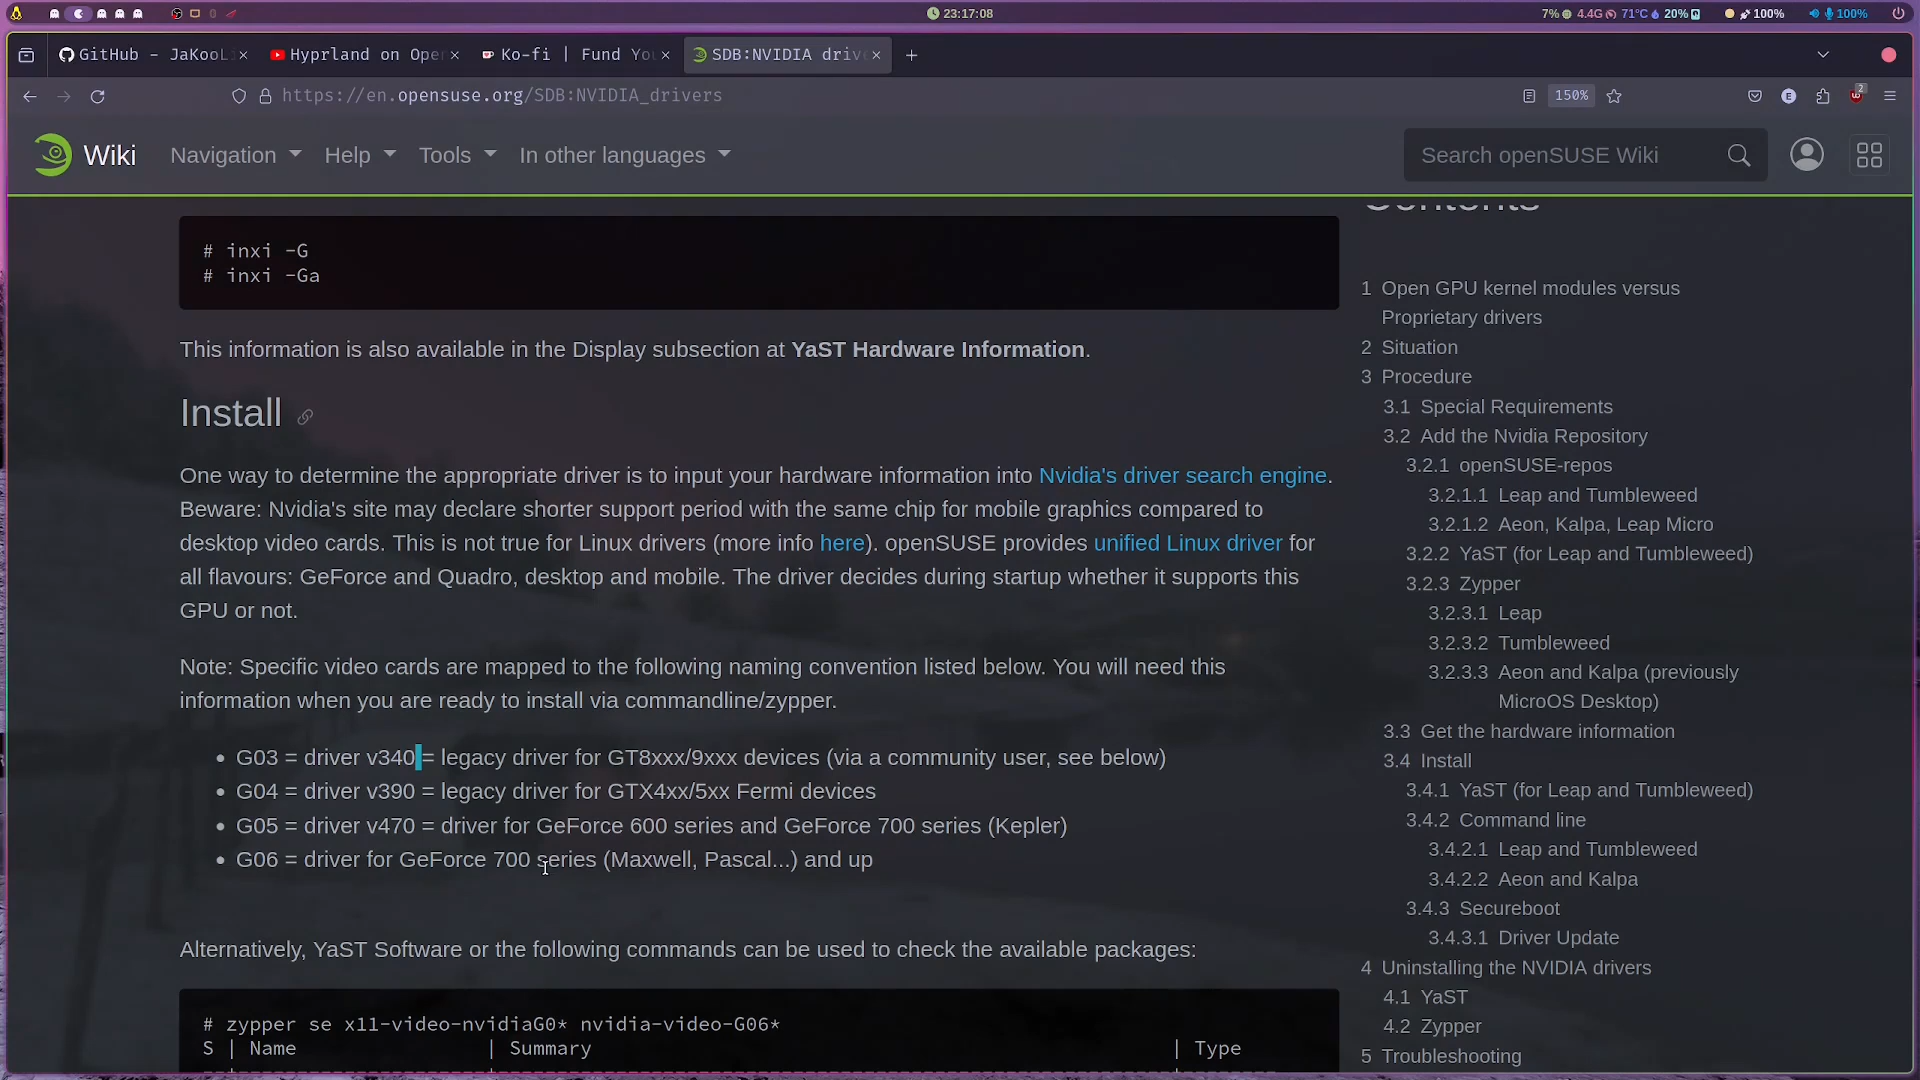 23:17:08
7% 4.4G 71°C 20% 100% 100%
GitHub - JaKooLi
Hyprland on Ope
Ko-fi | Fund Yo
SDB:NVIDIA drive
https://en.opensuse.org/SDB:NVIDIA_drivers
150%
E
2
Wiki
Navigation
Help
Tools
In other languages
Search openSUSE Wiki
# inxi -G
# inxi -Ga
This information is also available in the Display subsection at YaST Hardware Information.
Install
One way to determine the appropriate driver is to input your hardware information into Nvidia's driver search engine.
Beware: Nvidia's site may declare shorter support period with the same chip for mobile graphics compared to
desktop video cards. This is not true for Linux drivers (more info here). openSUSE provides unified Linux driver for
all flavours: GeForce and Quadro, desktop and mobile. The driver decides during startup whether it supports this
GPU or not.
Note: Specific video cards are mapped to the following naming convention listed below. You will need this
information when you are ready to install via commandline/zypper.
• G03 = driver v340 = legacy driver for GT8xxx/9xxx devices (via a community user, see below)
• G04 = driver v390 = legacy driver for GTX4xx/5xx Fermi devices
• G05 = driver v470 = driver for GeForce 600 series and GeForce 700 series (Kepler)
• G06 = driver for GeForce 700 series (Maxwell, Pascal...) and up
Alternatively, YaST Software or the following commands can be used to check the available packages:
# zypper se x11-video-nvidiaG0* nvidia-video-G06*
S | Name | Summary | Type
Contents
1 Open GPU kernel modules versus
Proprietary drivers
2 Situation
3 Procedure
3.1 Special Requirements
3.2 Add the Nvidia Repository
3.2.1 openSUSE-repos
3.2.1.1 Leap and Tumbleweed
3.2.1.2 Aeon, Kalpa, Leap Micro
3.2.2 YaST (for Leap and Tumbleweed)
3.2.3 Zypper
3.2.3.1 Leap
3.2.3.2 Tumbleweed
3.2.3.3 Aeon and Kalpa (previously
MicroOS Desktop)
3.3 Get the hardware information
3.4 Install
3.4.1 YaST (for Leap and Tumbleweed)
3.4.2 Command line
3.4.2.1 Leap and Tumbleweed
3.4.2.2 Aeon and Kalpa
3.4.3 Secureboot
3.4.3.1 Driver Update
4 Uninstalling the NVIDIA drivers
4.1 YaST
4.2 Zypper
5 Troubleshooting